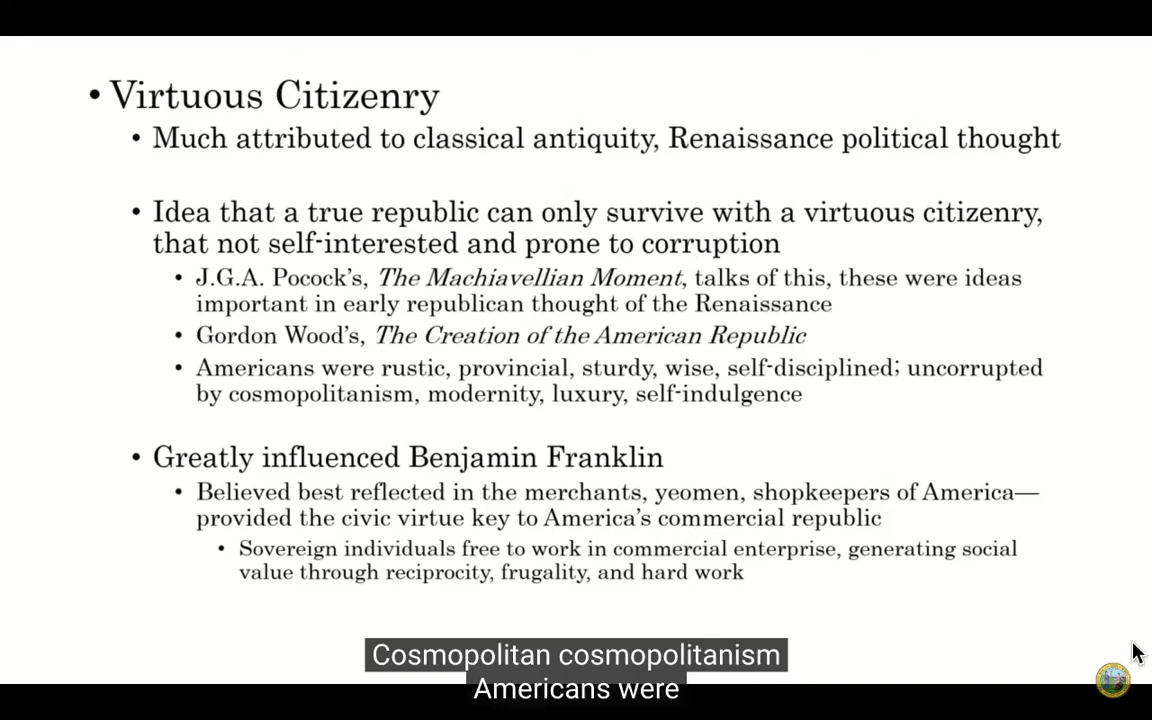 • Virtuous Citizenry
• Much attributed to classical antiquity, Renaissance political thought
• Idea that a true republic can only survive with a virtuous citizenry,
that not self-interested and prone to corruption
• J.G.A. Pocock's, The Machiavellian Moment, talks of this, these were ideas
important in early republican thought of the Renaissance
• Gordon Wood's, The Creation of the American Republic
• Americans were rustic, provincial, sturdy, wise, self-disciplined; uncorrupted
by cosmopolitanism, modernity, luxury, self-indulgence
• Greatly influenced Benjamin Franklin
• Believed best reflected in the merchants, yeomen, shopkeepers of America—
provided the civic virtue key to America's commercial republic
• Sovereign individuals free to work in commercial enterprise, generating social
value through reciprocity, frugality, and hard work
Cosmopolitan cosmopolitanism
Americans were